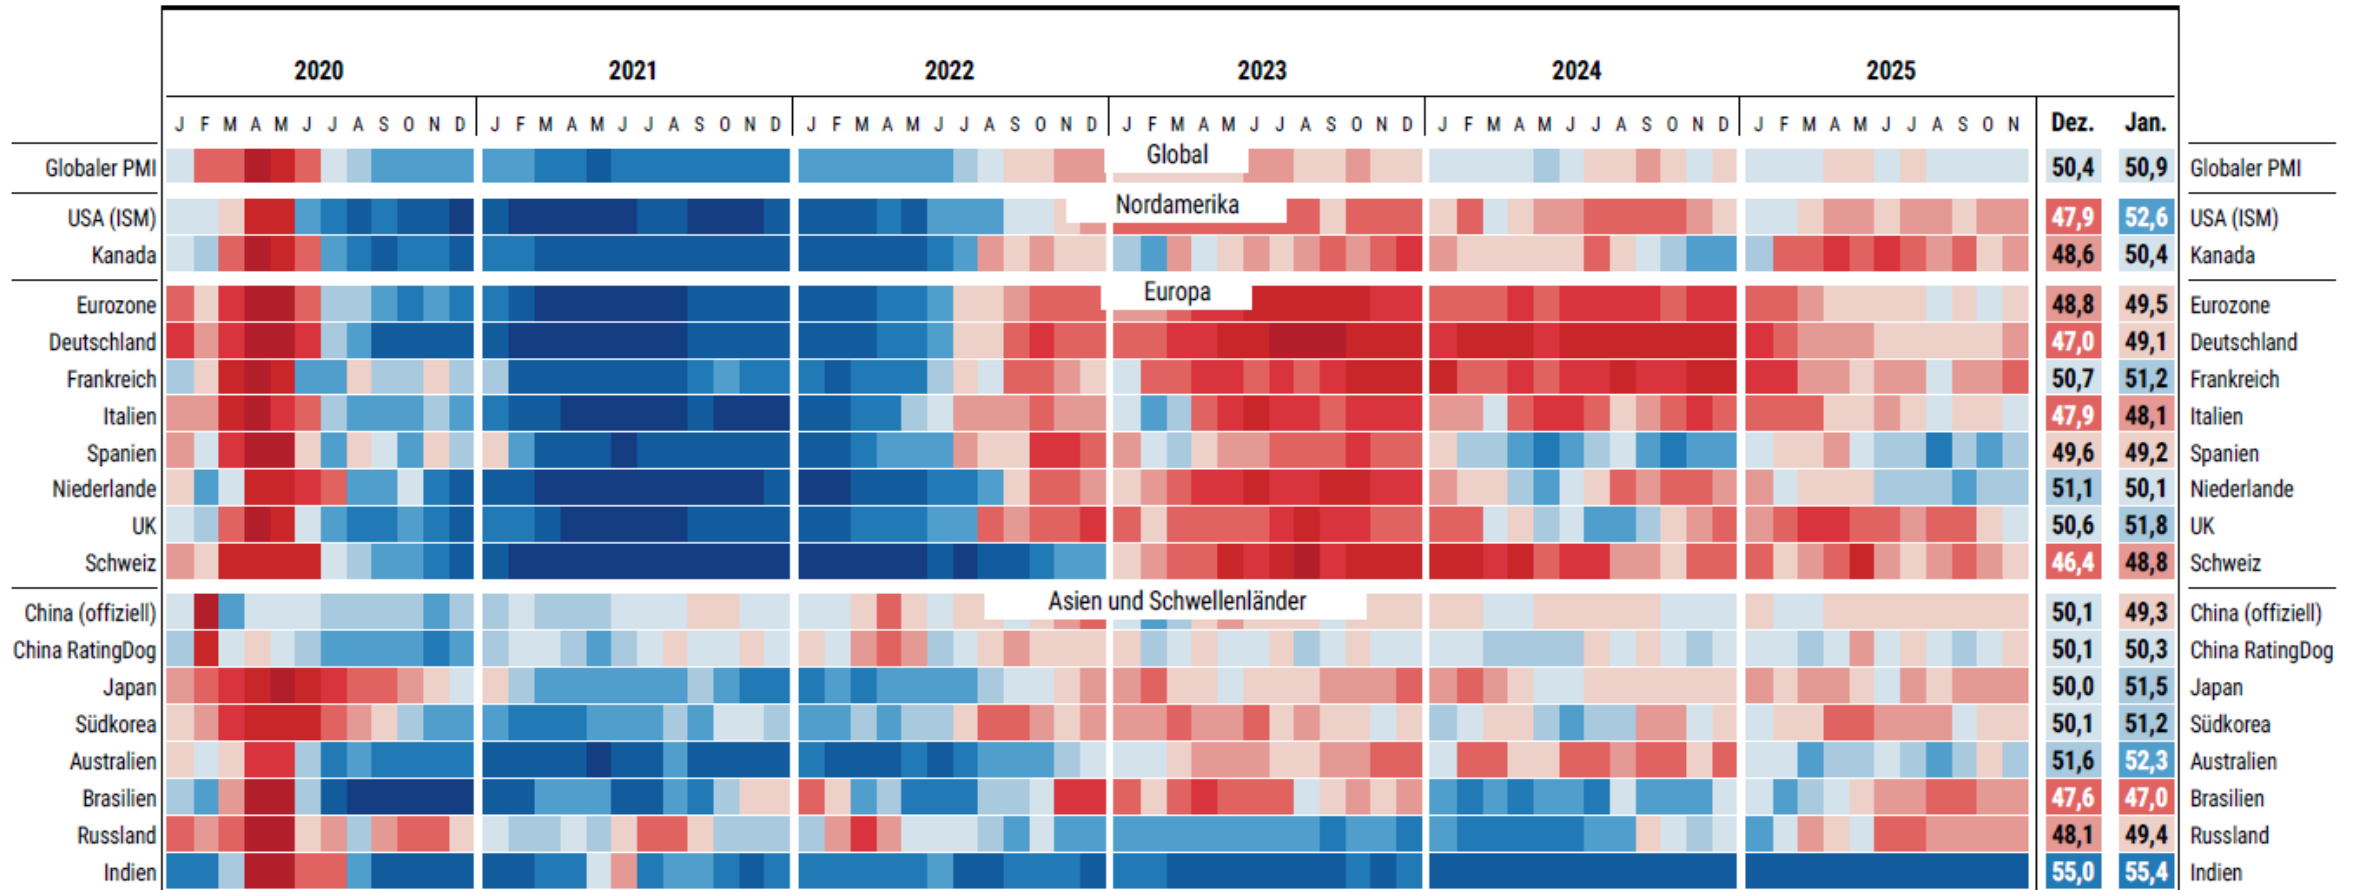 2020 2021 2022 2023 2024 2025
J F M A M J J A S O N D J F M A M J J A S O N D J F M A M J J A S O N D J F M A M J J A S O N D J F M A M J J A S O N D J F M A M J J A S O N Dez. Jan.
Global
Globaler PMI 50,4 50,9 Globaler PMI
Nordamerika
USA (ISM) 47,9 52,6 USA (ISM)
Kanada 48,6 50,4 Kanada
Europa
Eurozone 48,8 49,5 Eurozone
Deutschland 47,0 49,1 Deutschland
Frankreich 50,7 51,2 Frankreich
Italien 47,9 48,1 Italien
Spanien 49,6 49,2 Spanien
Niederlande 51,1 50,1 Niederlande
UK 50,6 51,8 UK
Schweiz 46,4 48,8 Schweiz
Asien und Schwellenländer
China (offiziell) 50,1 49,3 China (offiziell)
China RatingDog 50,1 50,3 China RatingDog
Japan 50,0 51,5 Japan
Südkorea 50,1 51,2 Südkorea
Australien 51,6 52,3 Australien
Brasilien 47,6 47,0 Brasilien
Russland 48,1 49,4 Russland
Indien 55,0 55,4 Indien